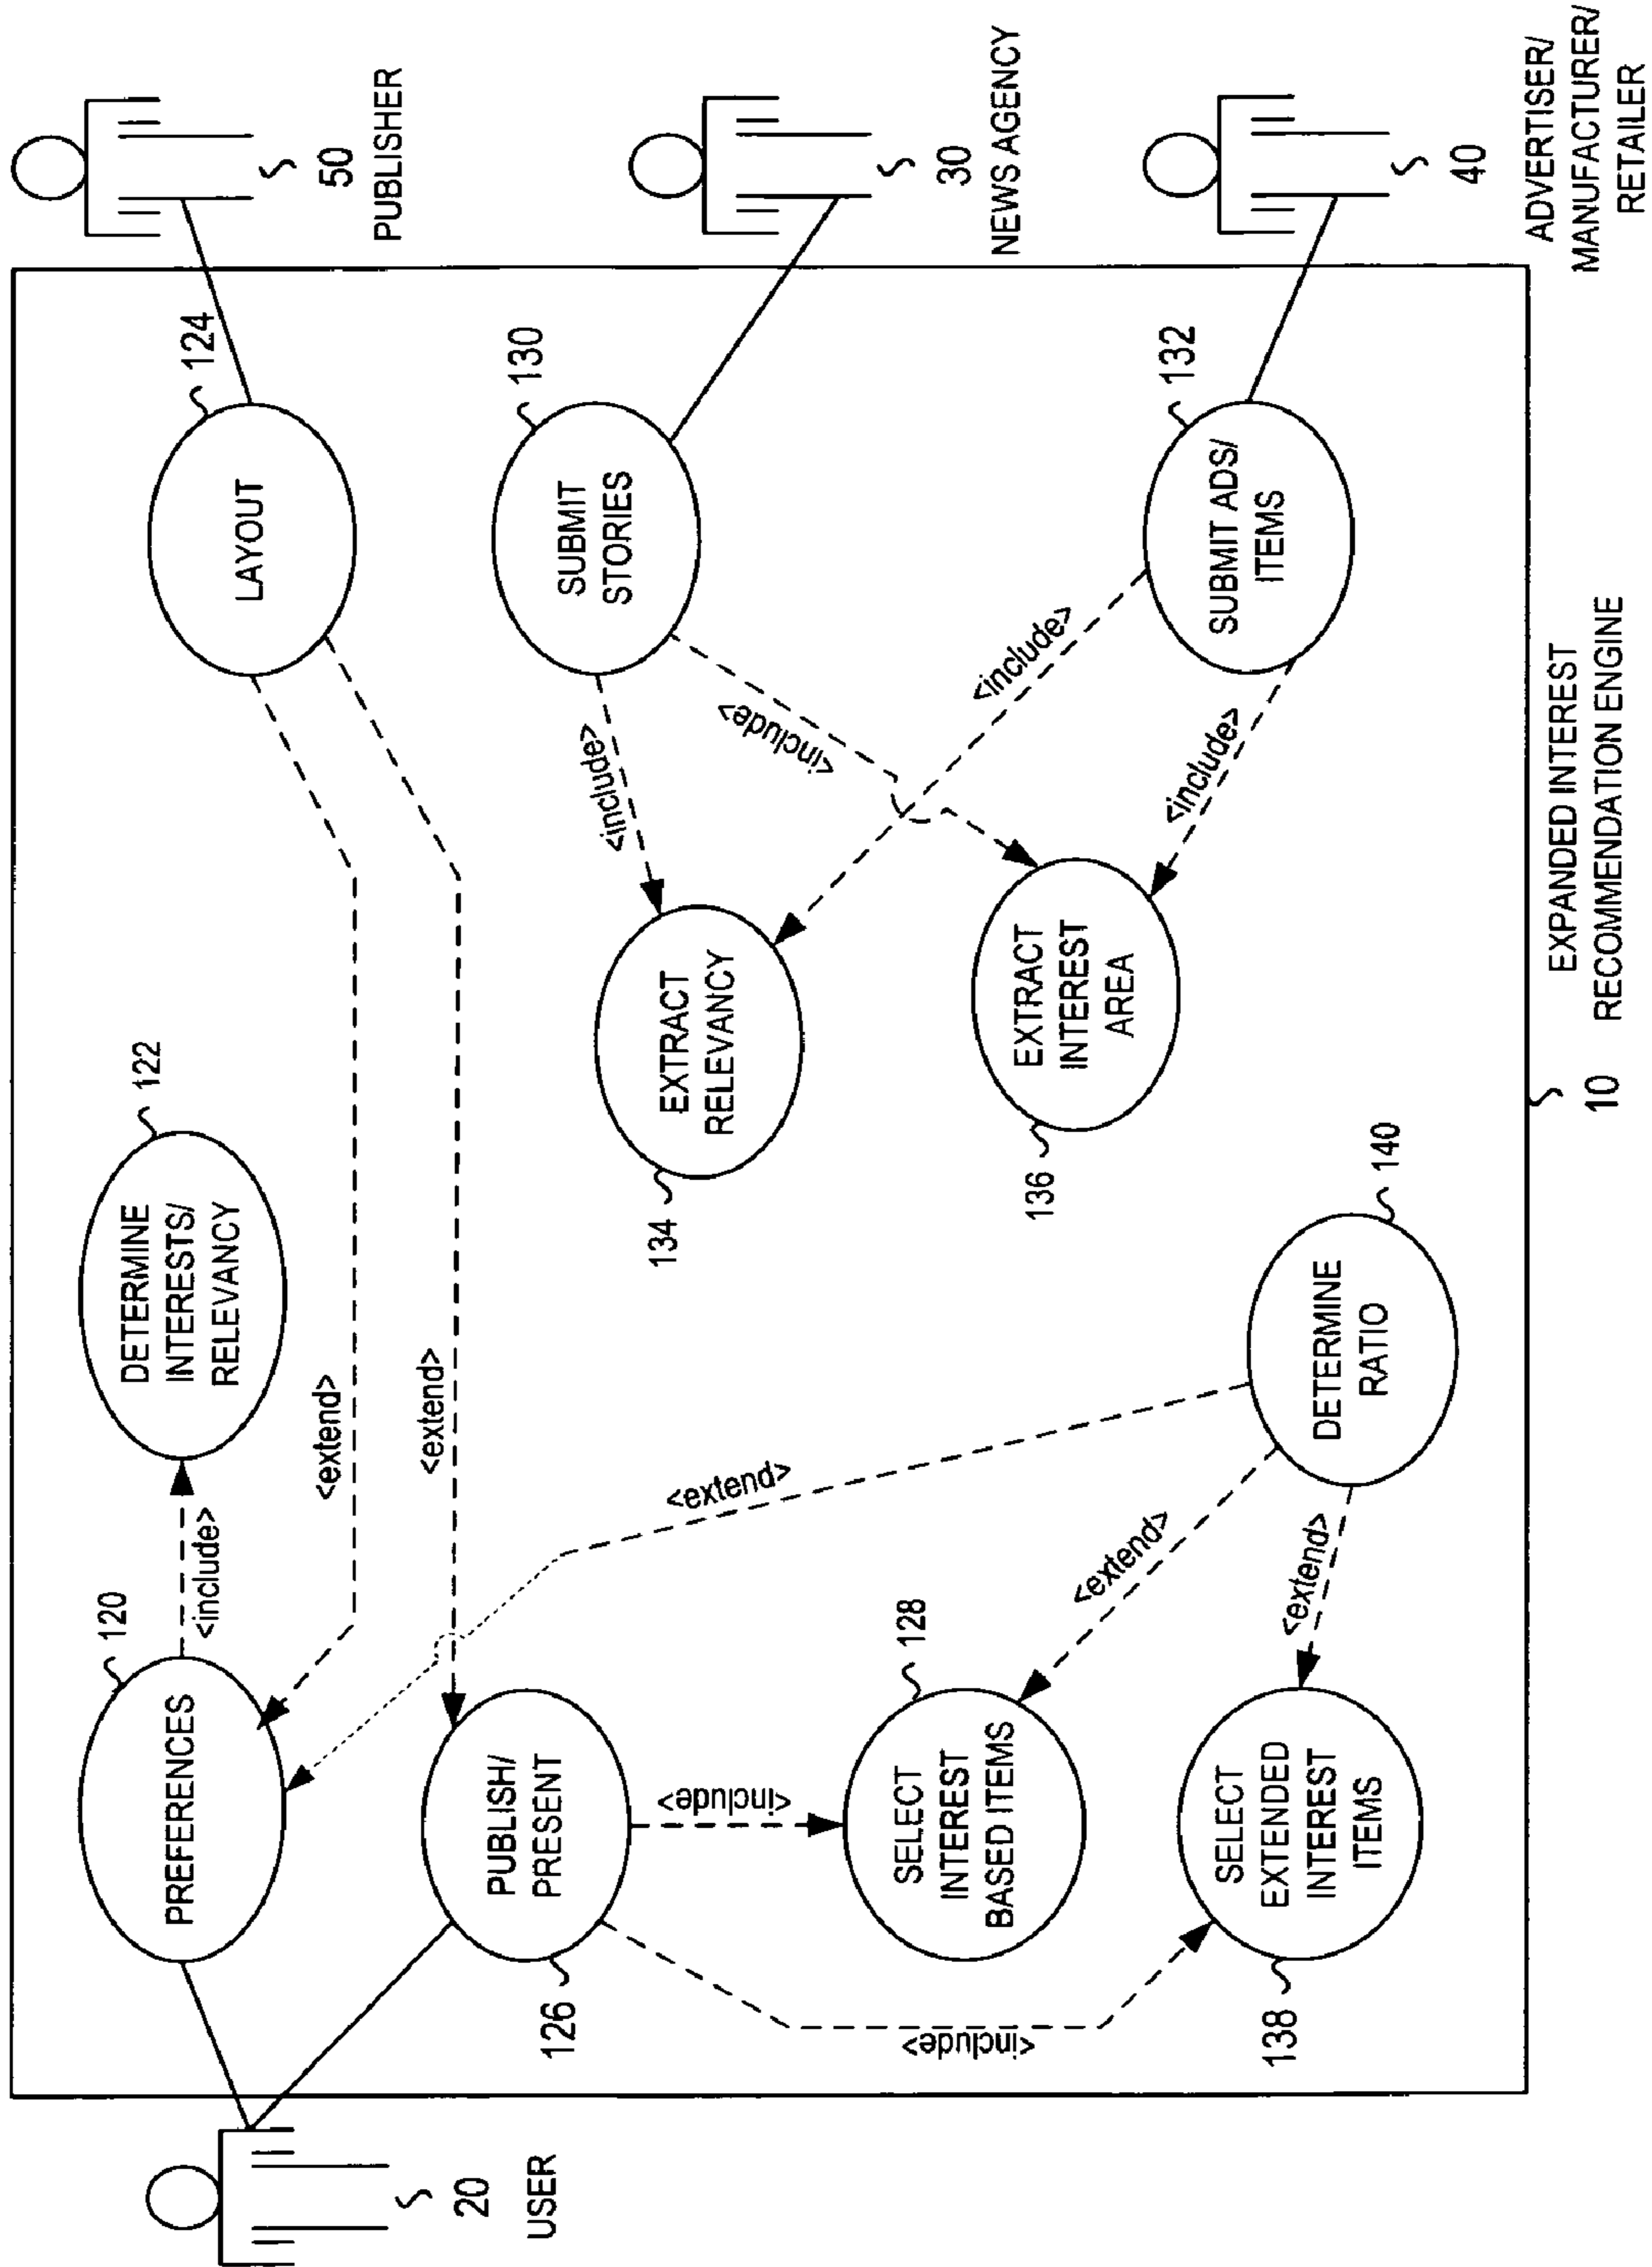 50
PUBLISHER
30
NEWS AGENCY
40
ADVERTISER/
MANUFACTURER/
RETAILER
20
USER
120
PREFERENCES
<include>
DETERMINE
INTERESTS/
RELEVANCY
122
LAYOUT
124
<extend>
<extend>
PUBLISH/
PRESENT
126
<include>
<include>
SELECT
INTEREST
BASED ITEMS
128
SELECT
EXTENDED
INTEREST
ITEMS
138
<extend>
<extend>
<extend>
DETERMINE
RATIO
140
SUBMIT
STORIES
130
<include>
<include>
EXTRACT
RELEVANCY
134
EXTRACT
INTEREST
AREA
136
<include>
<include>
SUBMIT ADS/
ITEMS
132
10
EXPANDED INTEREST
RECOMMENDATION ENGINE